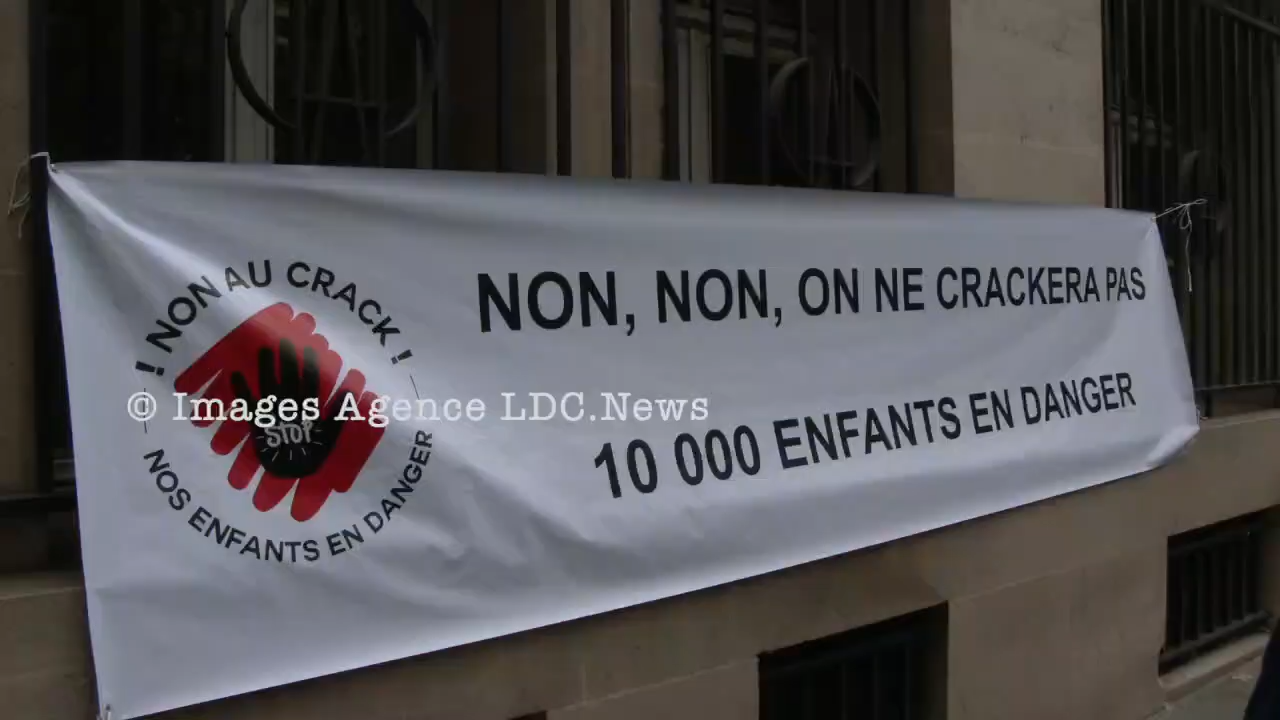 ! NON AU CRACK !
STOP
NOS ENFANTS EN DANGER
NON, NON, ON NE CRACKERA PAS
10 000 ENFANTS EN DANGER
© Images Agence LDC.News